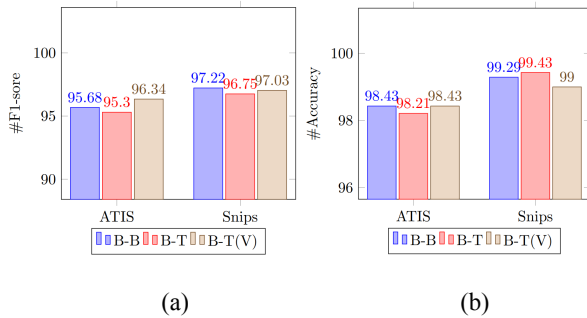 #F1-sore
100
95
90
95.68
95.3
96.34
97.22
96.75
97.03
ATIS
Snips
B-B B-T B-T(V)
(a)
#Accuracy
100
98
96
98.43
98.21
98.43
99.29
99.43
99
ATIS
Snips
B-B B-T B-T(V)
(b)